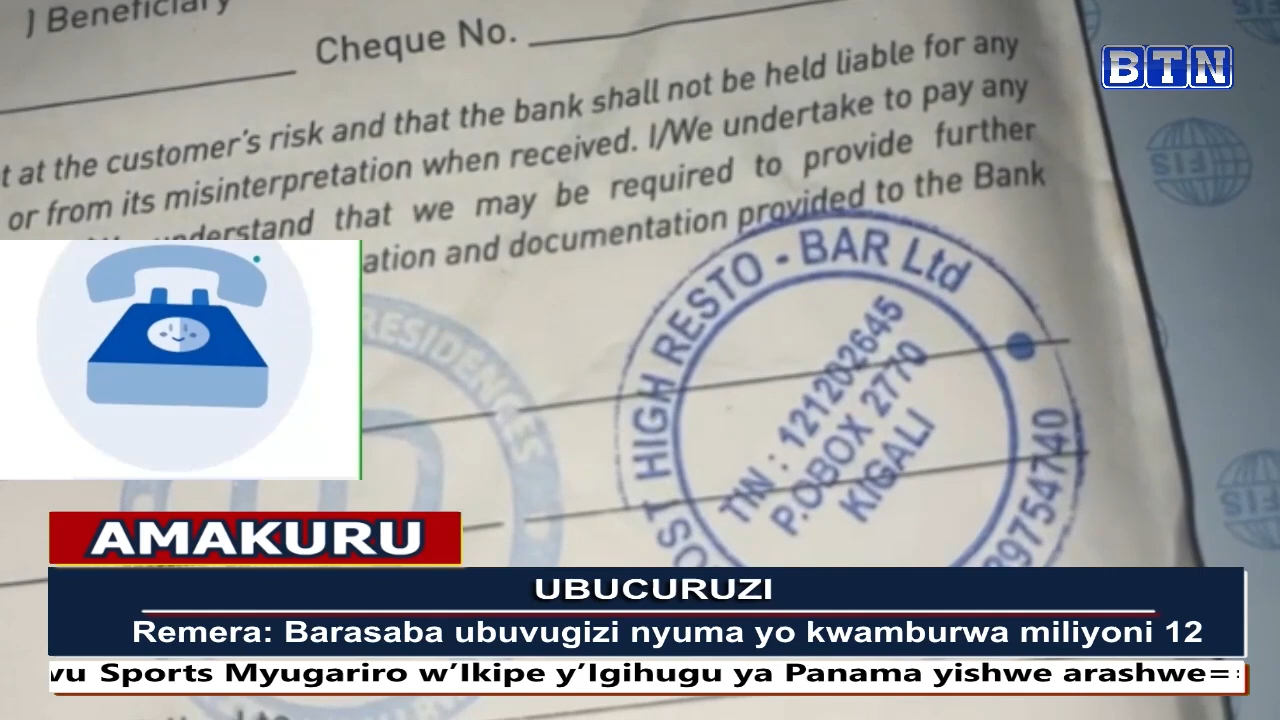 ) Beneficiary
Cheque No.
BTN
t at the customer's risk and that the bank shall not be held liable for any
or from its misinterpretation when received. I/We undertake to pay any
understand that we may be required to provide further
ation and documentation provided to the Bank
RESIDENCES
OST HIGH RESTO - BAR Ltd
TIN : 121202645
P.OBOX 2770
KIGALI
89754740
SIFIS
AMAKURU
UBUCURUZI
Remera: Barasaba ubuvugizi nyuma yo kwamburwa miliyoni 12
vu Sports Myugariro w'Ikipe y'Igihugu ya Panama yishwe arashwe==